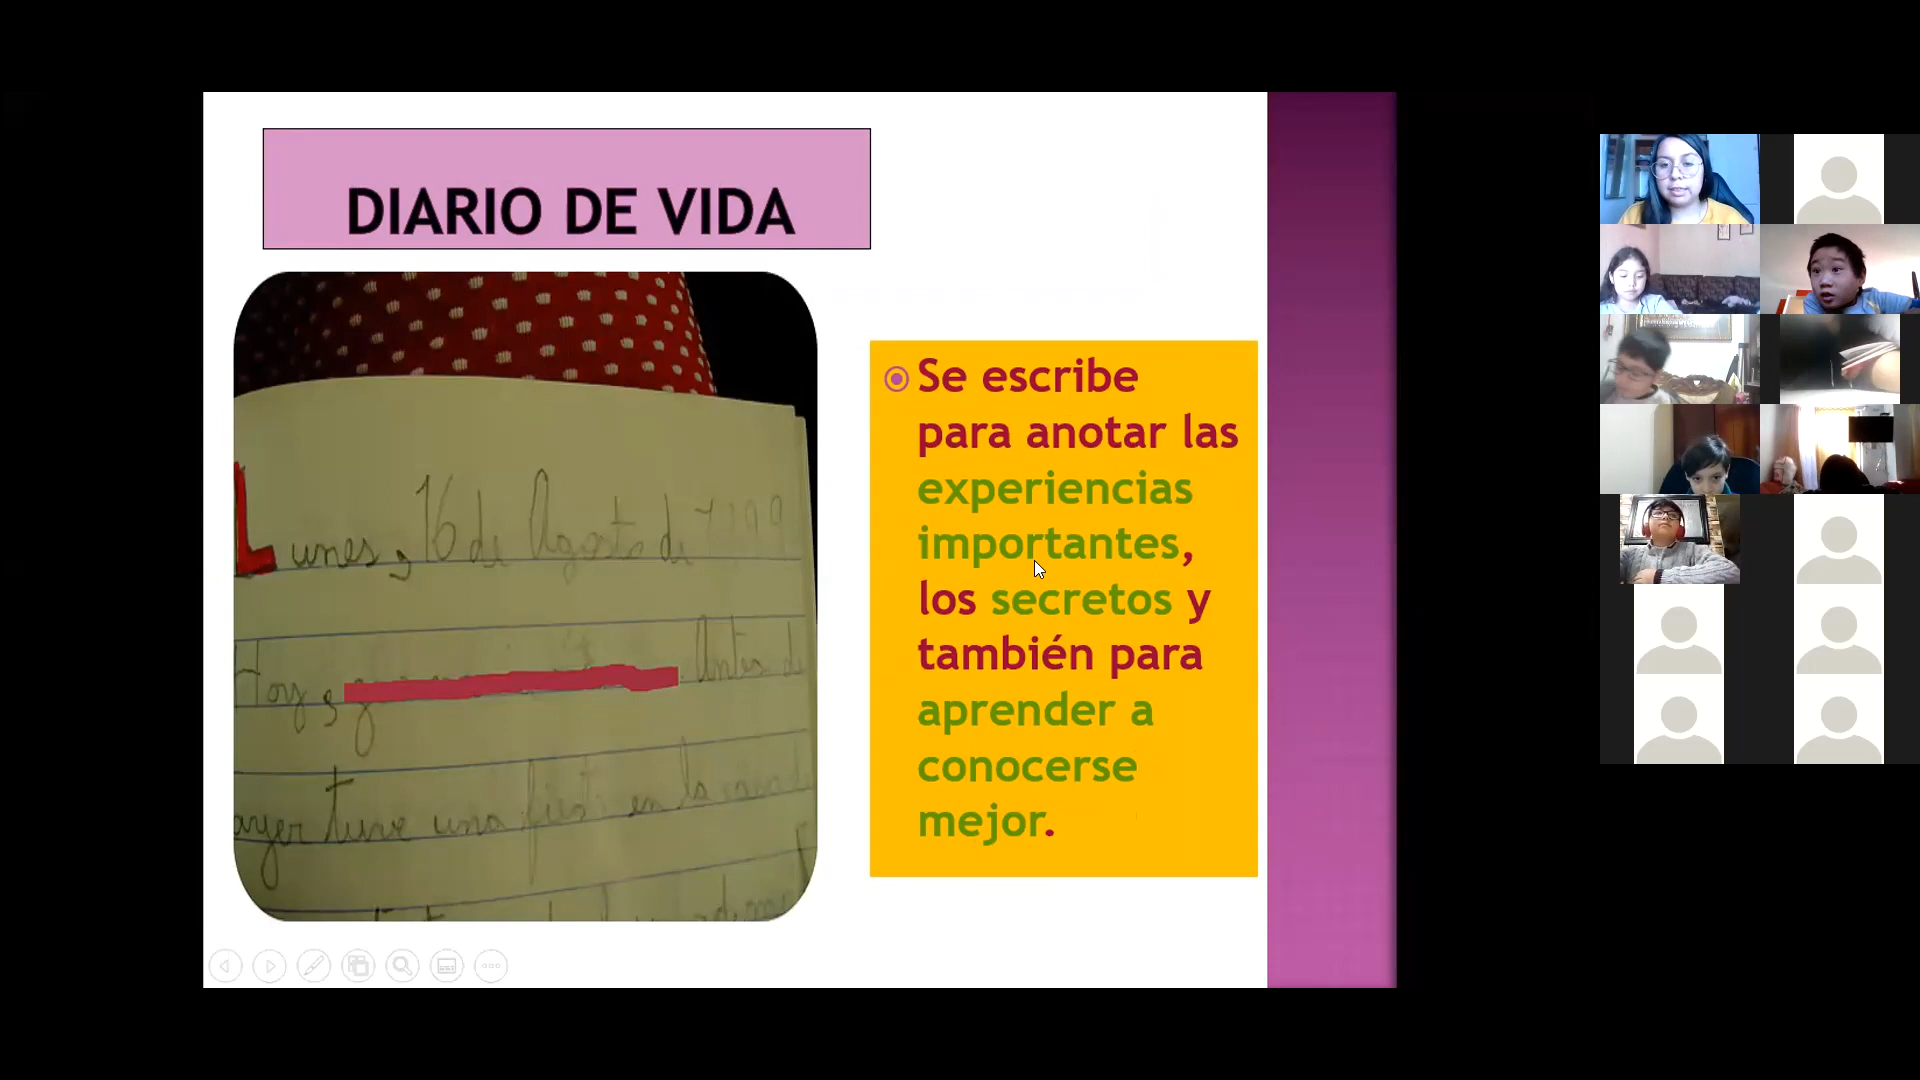 DIARIO DE VIDA
Lunes, 16 de Agosto de
Hoy, Antes de
ayer tuve una fiesta en la
Se escribe
para anotar las
experiencias
importantes,
los secretos y
también para
aprender a
conocerse
mejor.